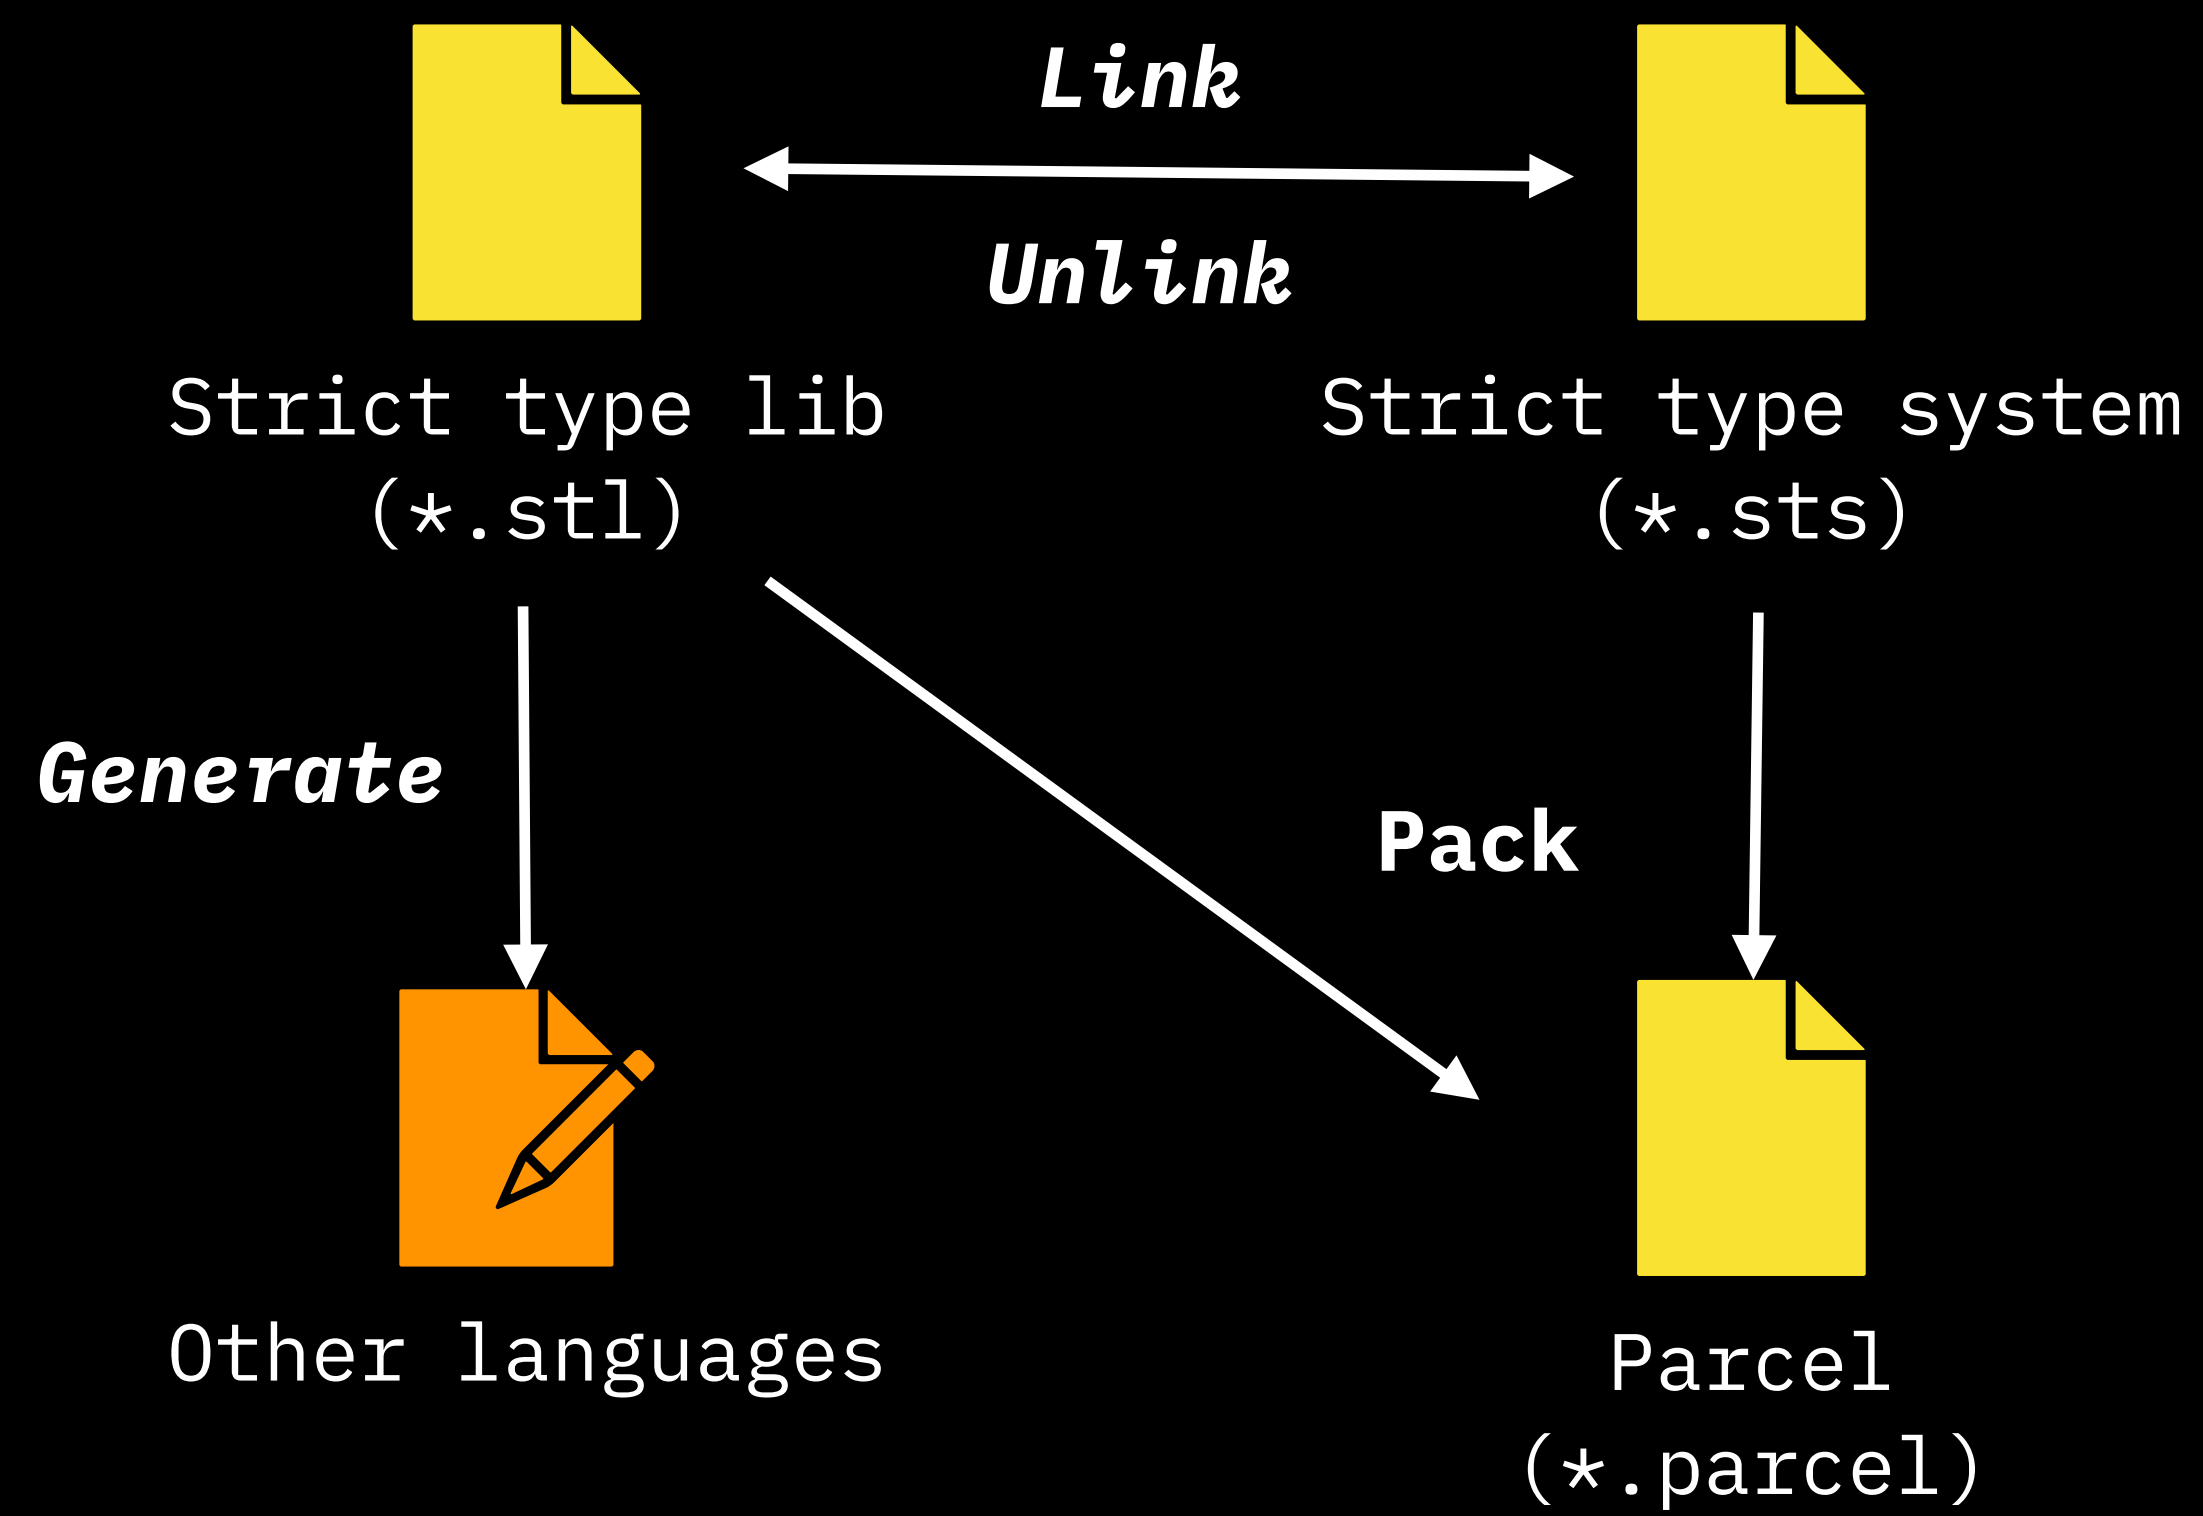 Link
Unlink
Strict type lib
(*.stl)
Strict type system
(*.sts)
Generate
Pack
Other languages
Parcel
(*.parcel)